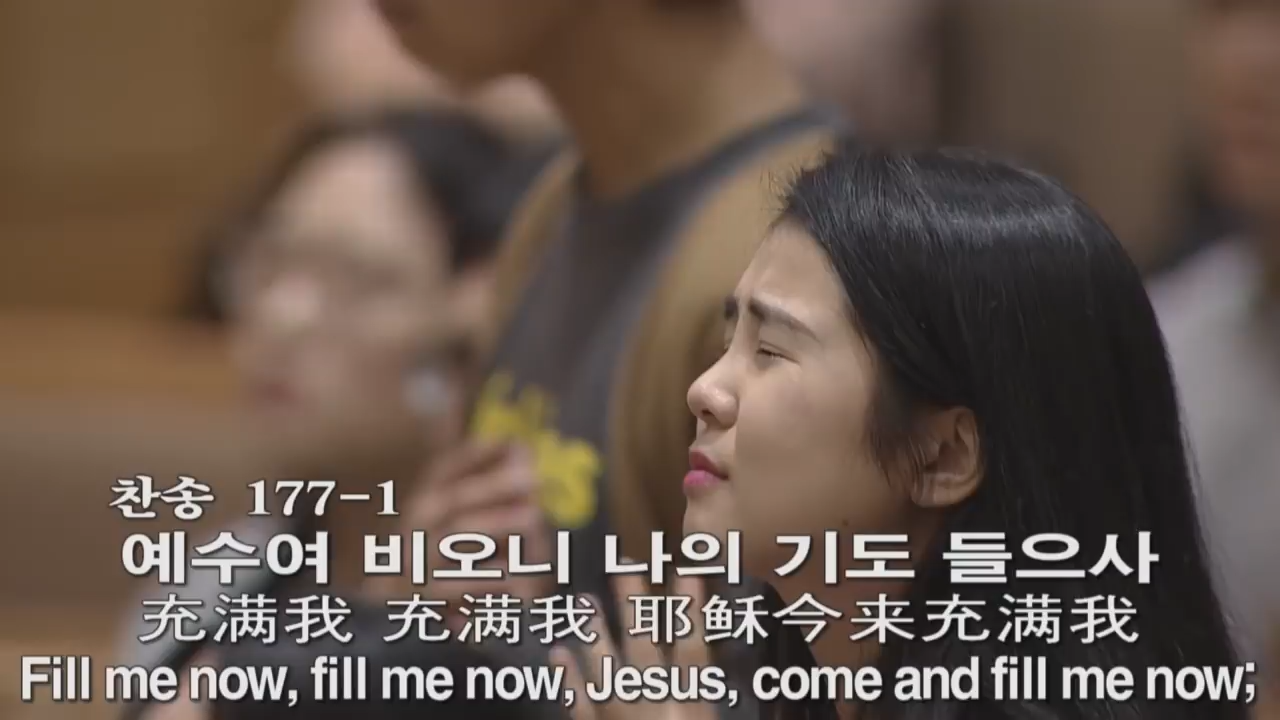 찬송 177-1
예수여 비오니 나의 기도 들으사
充满我 充满我 耶稣今来充满我
Fill me now, fill me now, Jesus, come and fill me now;